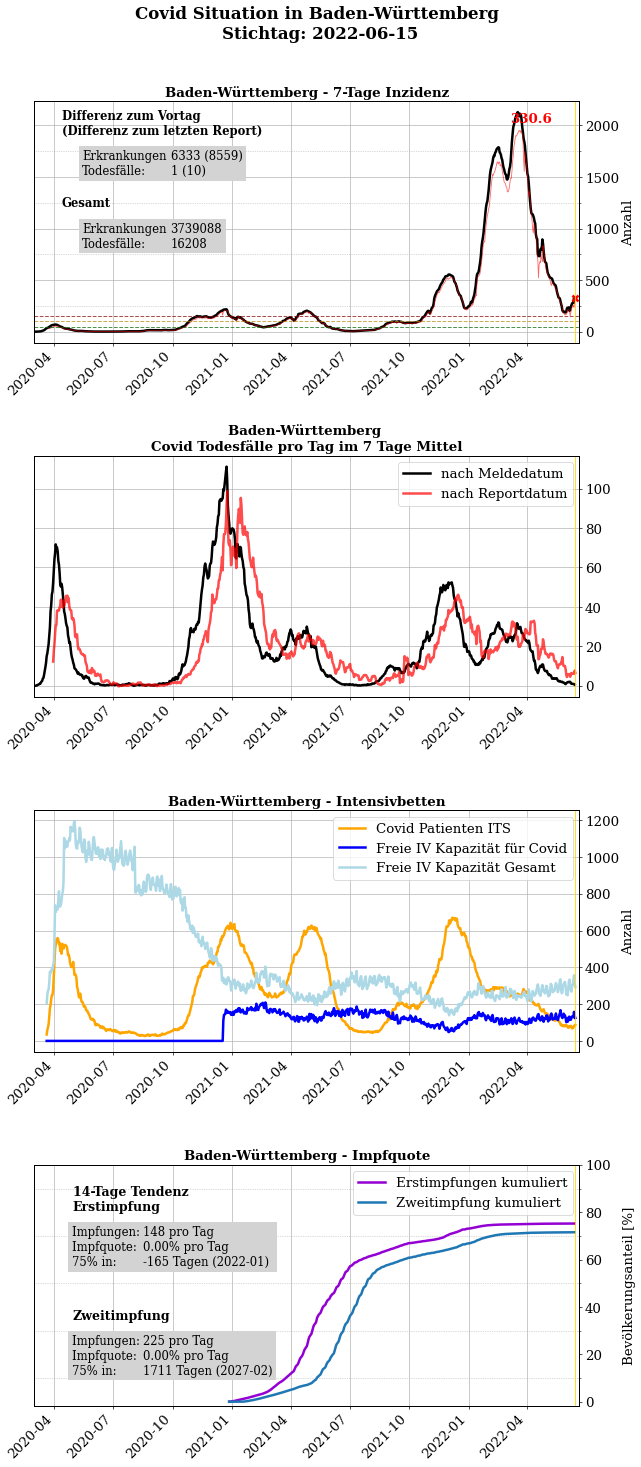 Covid Situation in Baden-Württemberg
Stichtag: 2022-06-15
Baden-Württemberg - 7-Tage Inzidenz
Differenz zum Vortag
(Differenz zum letzten Report)
Erkrankungen 6333 (8559)
Todesfälle: 1 (10)
Gesamt
Erkrankungen 3739088
Todesfälle: 16208
330.6
2000
1500
1000
500
0
Anzahl
2020-04
2020-07
2020-10
2021-01
2021-04
2021-07
2021-10
2022-01
2022-04
Baden-Württemberg
Covid Todesfälle pro Tag im 7 Tage Mittel
nach Meldedatum
nach Reportdatum
100
80
60
40
20
0
2020-04
2020-07
2020-10
2021-01
2021-04
2021-07
2021-10
2022-01
2022-04
Baden-Württemberg - Intensivbetten
Covid Patienten ITS
Freie IV Kapazität für Covid
Freie IV Kapazität Gesamt
1200
1000
800
600
400
200
0
Anzahl
2020-04
2020-07
2020-10
2021-01
2021-04
2021-07
2021-10
2022-01
2022-04
Baden-Württemberg - Impfquote
14-Tage Tendenz
Erstimpfung
Impfungen: 148 pro Tag
Impfquote: 0.00% pro Tag
75% in: -165 Tagen (2022-01)
Zweitimpfung
Impfungen: 225 pro Tag
Impfquote: 0.00% pro Tag
75% in: 1711 Tagen (2027-02)
Erstimpfungen kumuliert
Zweitimpfung kumuliert
100
80
60
40
20
0
Bevölkerungsanteil [%]
2020-04
2020-07
2020-10
2021-01
2021-04
2021-07
2021-10
2022-01
2022-04